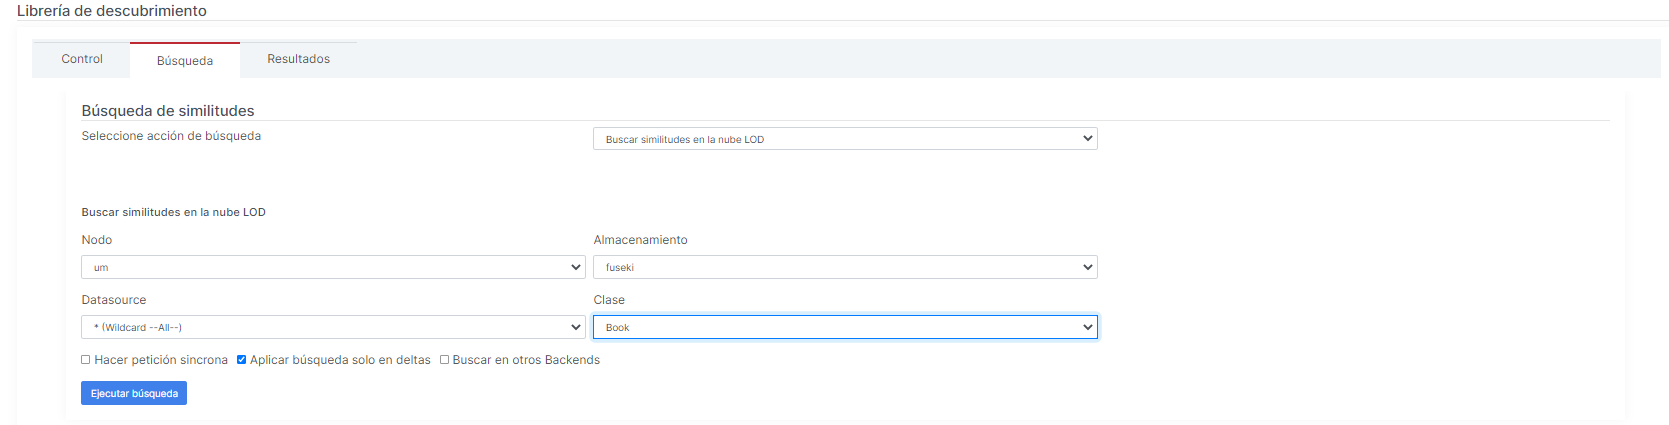 Librería de descubrimiento
Control Búsqueda Resultados
Búsqueda de similitudes
Seleccione acción de búsqueda Buscar similitudes en la nube LOD
Buscar similitudes en la nube LOD
Nodo Almacenamiento
um fuseki
Datasource Clase
* (Wildcard --All--) Book
Hacer petición sincrona Aplicar búsqueda solo en deltas Buscar en otros Backends
Ejecutar búsqueda